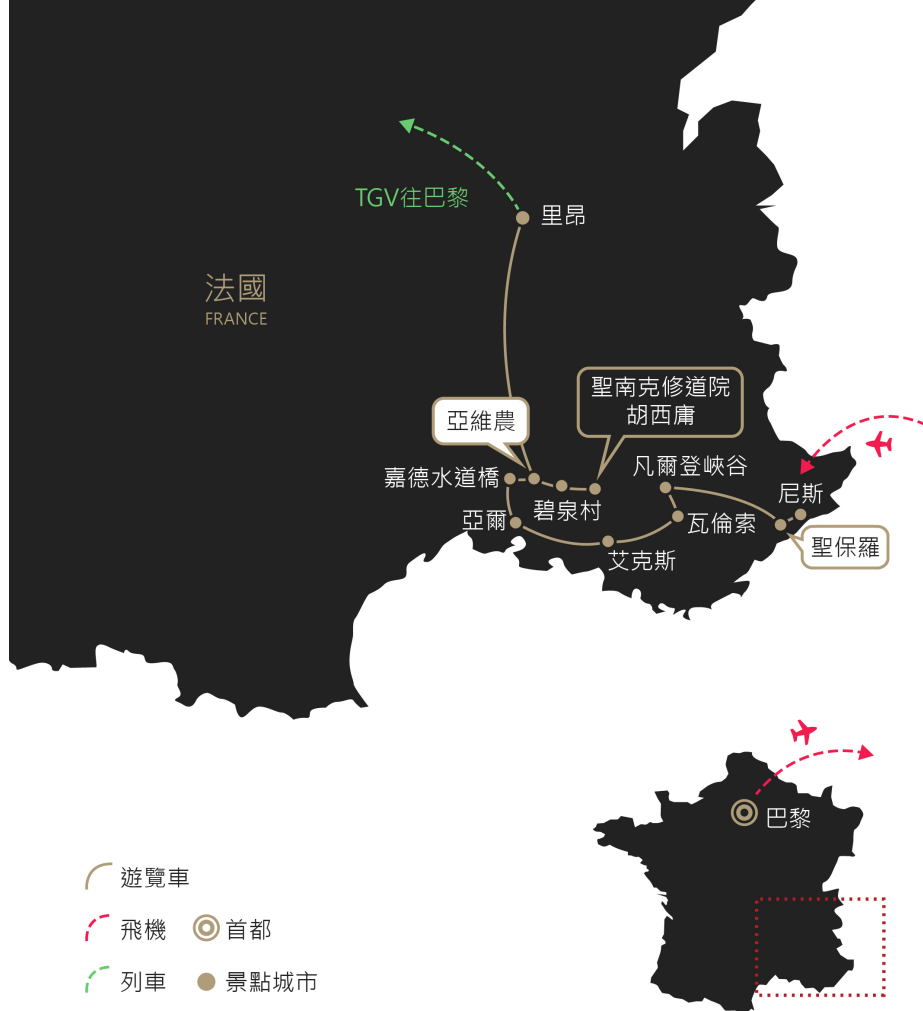 里昂
TGV往巴黎
法國
FRANCE
聖南克修道院
胡西庸
亞維農
凡爾登峽谷
嘉德水道橋
尼斯
碧泉村
亞爾
瓦倫索
聖保羅
艾克斯
巴黎
遊覽車
飛機
首都
列車
景點城市